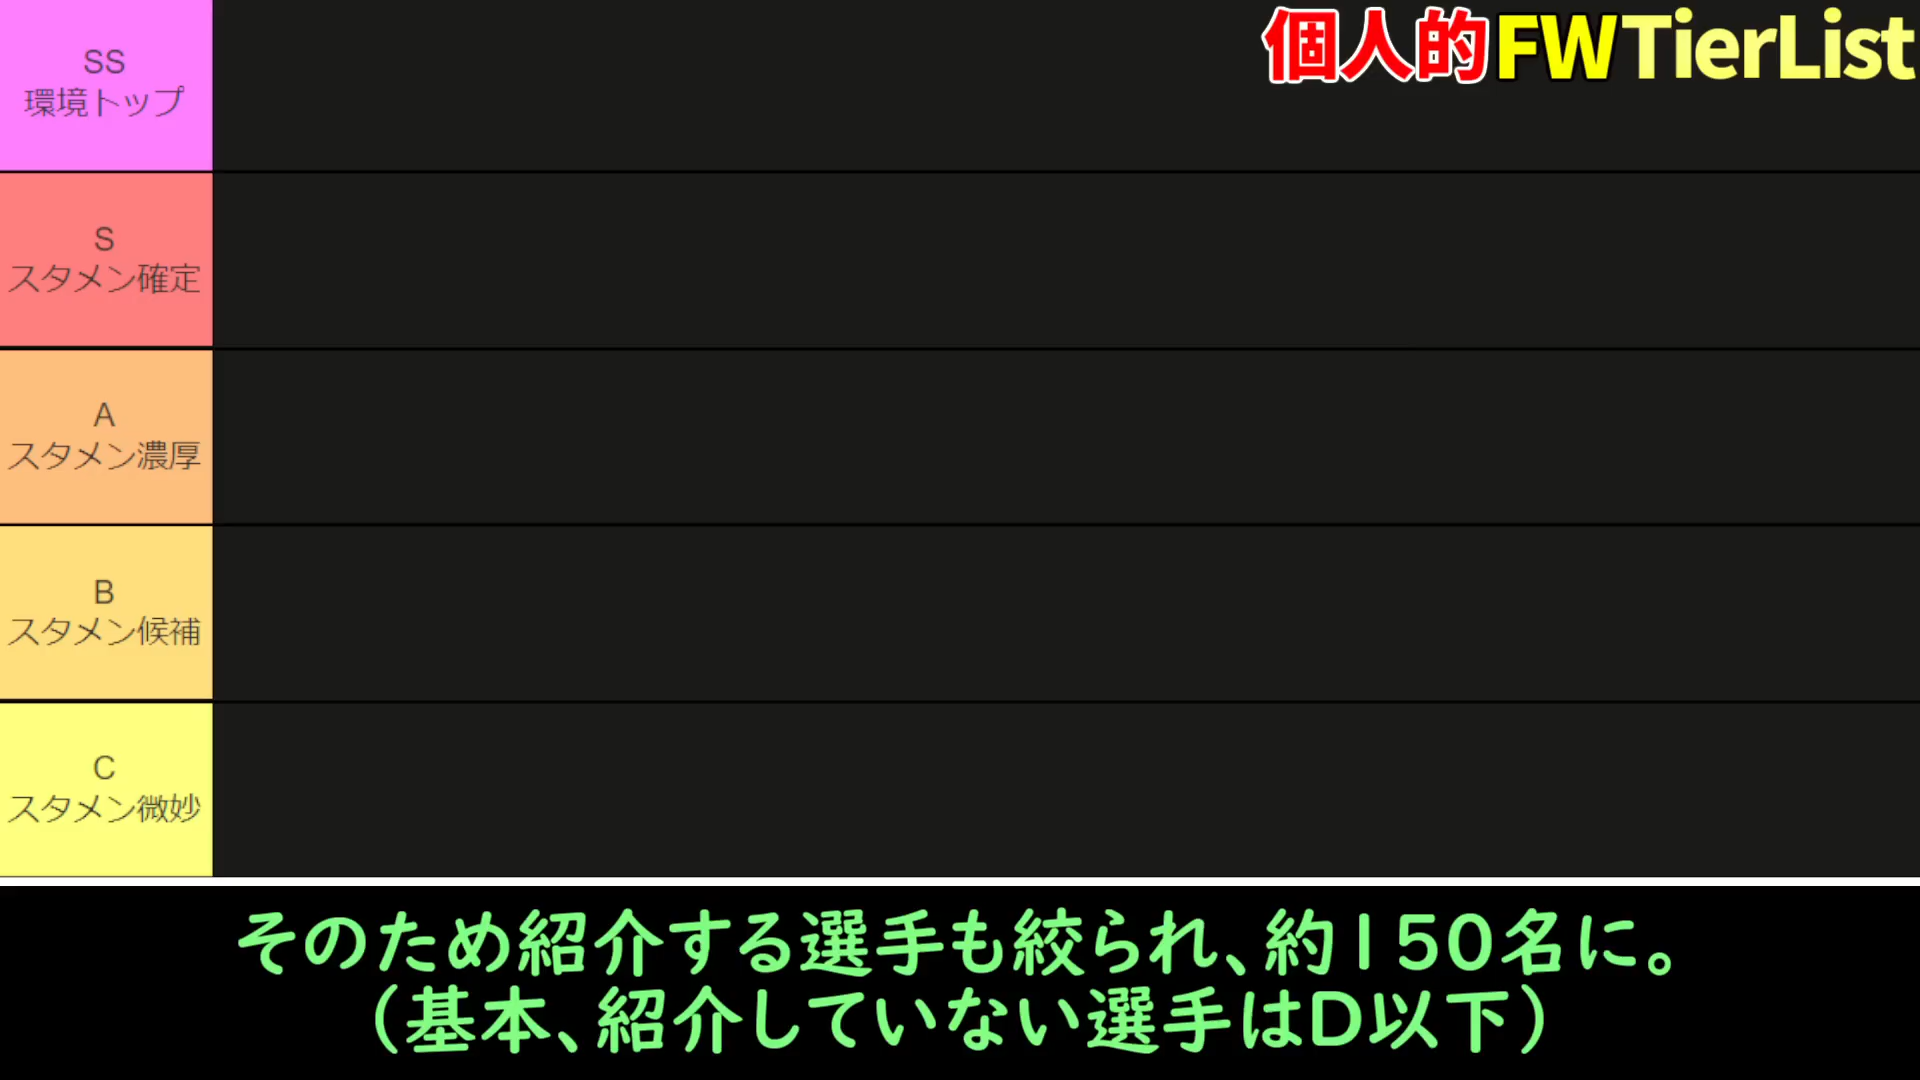 個人的FWTierList
SS
環境トップ
S
スタメン確定
A
スタメン濃厚
B
スタメン候補
C
スタメン微妙
そのため紹介する選手も絞られ、約150名に。
（基本、紹介していない選手はD以下）